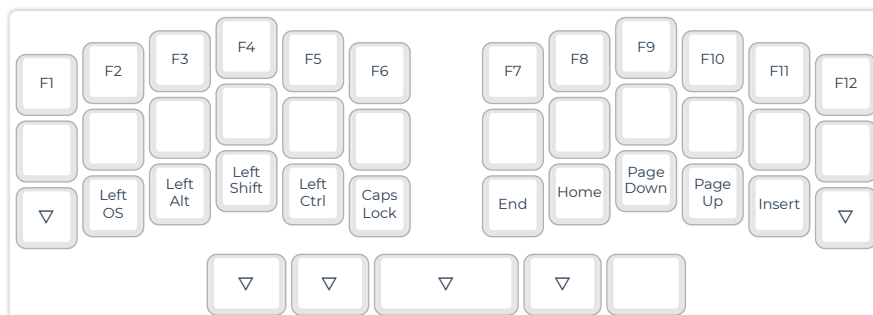 F1 F2 F3 F4 F5 F6 F7 F8 F9 F10 F11 F12
▽ Left
OS Left
Alt Left
Shift Left
Ctrl Caps
Lock End Home Page
Down Page
Up Insert ▽
▽ ▽ ▽ ▽